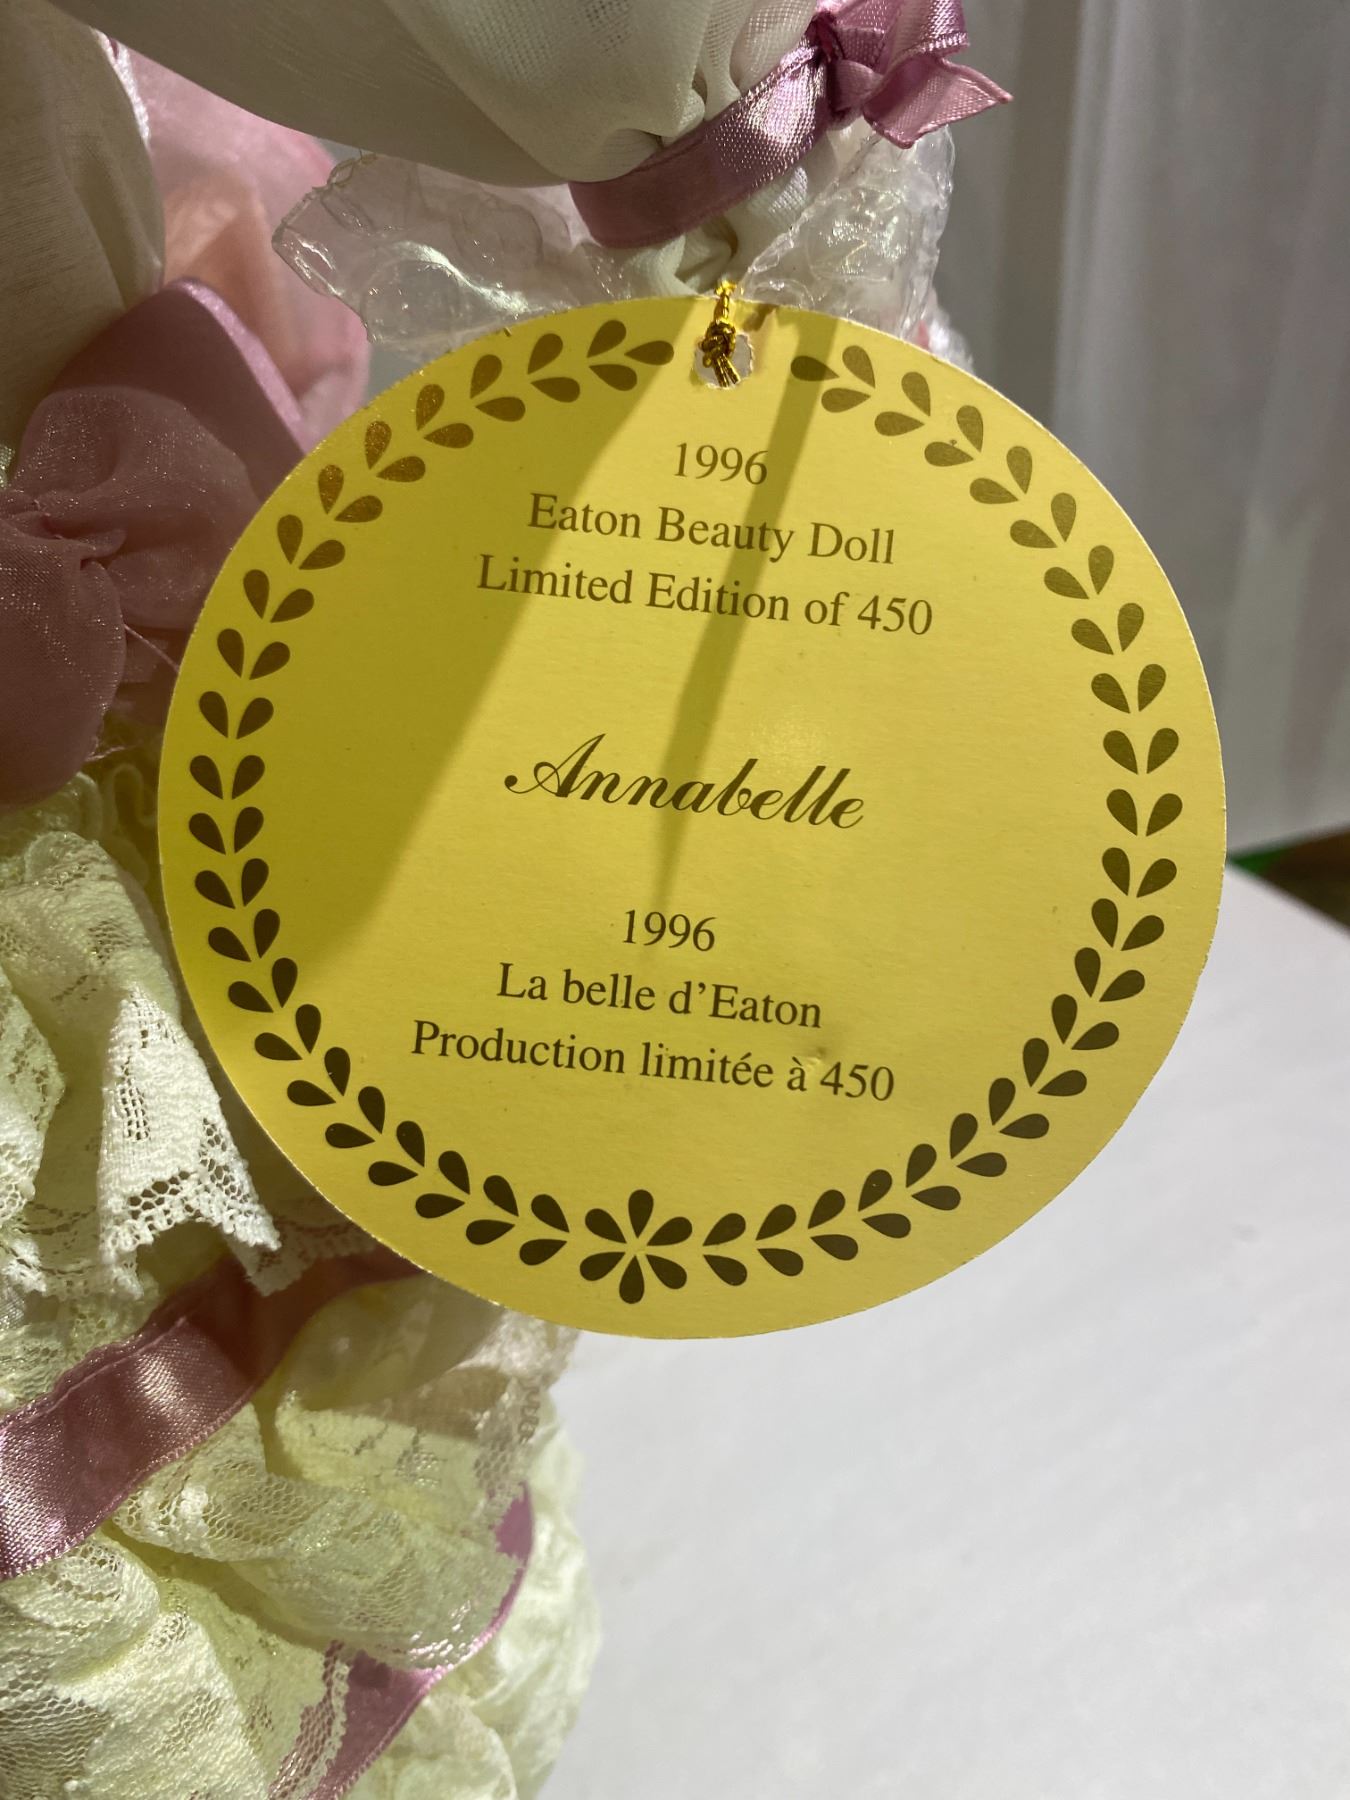 1996
Eaton Beauty Doll
Limited Edition of 450
Annabelle
1996
La belle d'Eaton
Production limitée à 450